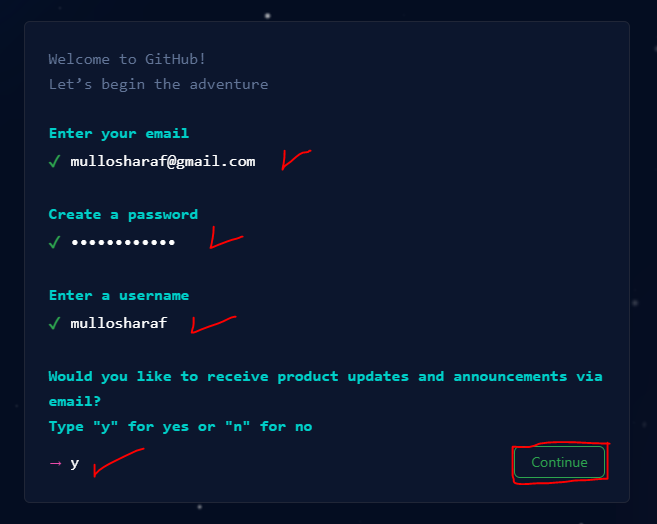 Welcome to GitHub!
Let’s begin the adventure
Enter your email
✓ mullosharaf@gmail.com
Create a password
✓ ••••••••••••
Enter a username
✓ mullosharaf
Would you like to receive product updates and announcements via
email?
Type "y" for yes or "n" for no
→ y
Continue